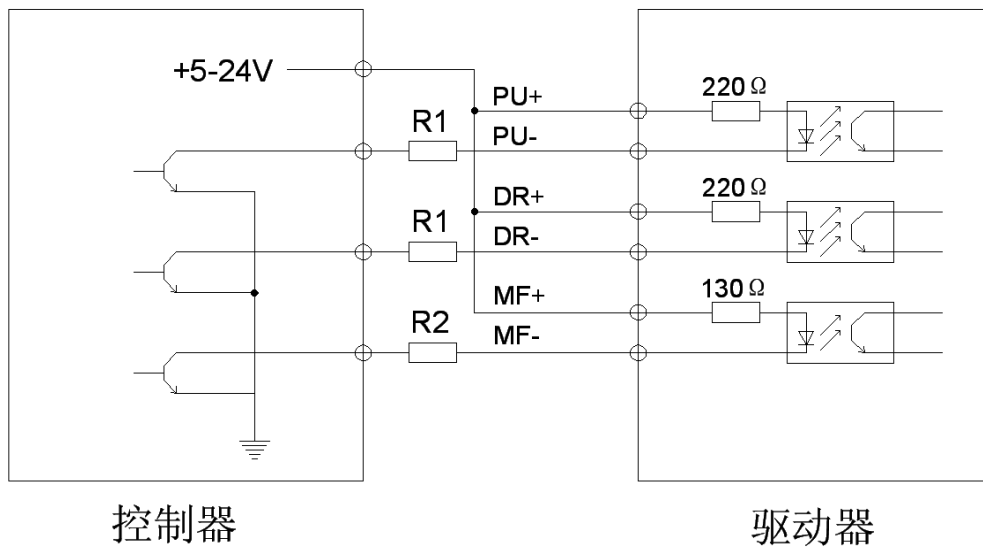 +5-24V
PU+
220Ω
R1
PU-
DR+
220Ω
R1
DR-
MF+
130Ω
R2
MF-
控制器
驱动器